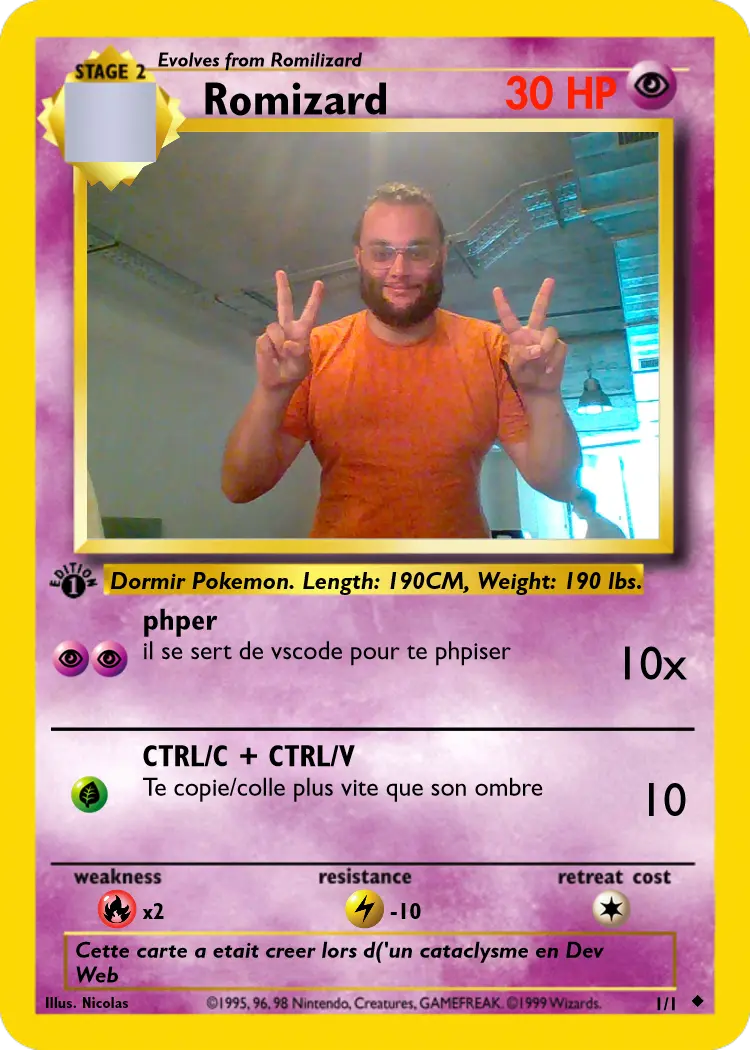 Evolves from Romilizard
STAGE 2
Romizard
30 HP
EDITION
1
Dormir Pokemon. Length: 190CM, Weight: 190 lbs.
phper
il se sert de vscode pour te phpiser
10x
CTRL/C + CTRL/V
Te copie/colle plus vite que son ombre
10
weakness
resistance
retreat cost
x2
-10
Cette carte a etait creer lors d('un cataclysme en Dev
Web
Illus. Nicolas
©1995, 96, 98 Nintendo, Creatures, GAMEFREAK. ©1999 Wizards.
1/1